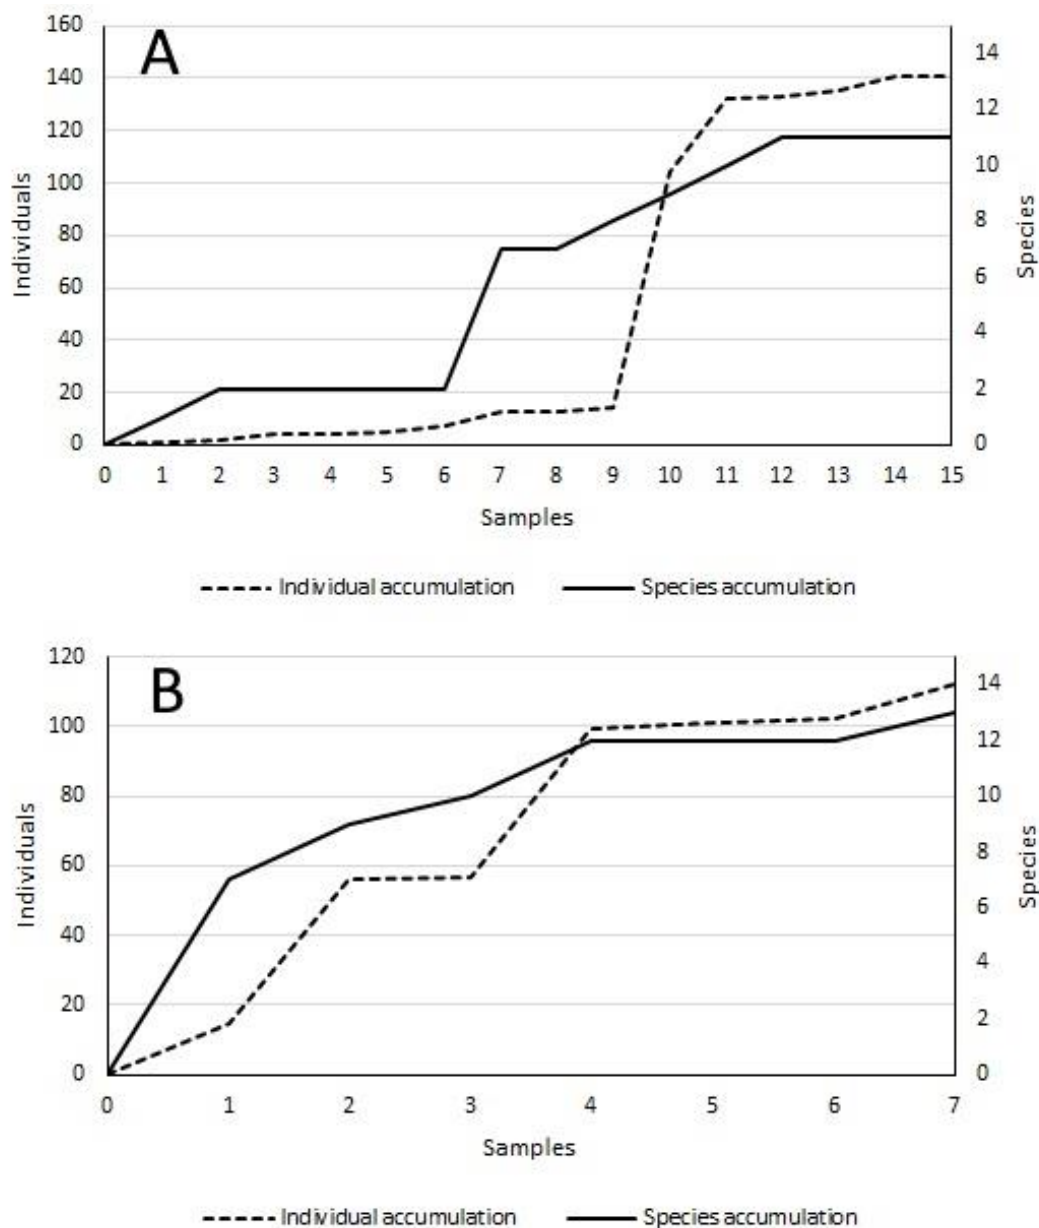 A
160
140
120
100
80
60
40
20
0
Individuals
14
12
10
8
6
4
2
0
Species
0 1 2 3 4 5 6 7 8 9 10 11 12 13 14 15
Samples
Individual accumulation Species accumulation
B
120
100
80
60
40
20
0
Individuals
14
12
10
8
6
4
2
0
Species
0 1 2 3 4 5 6 7
Samples
Individual accumulation Species accumulation